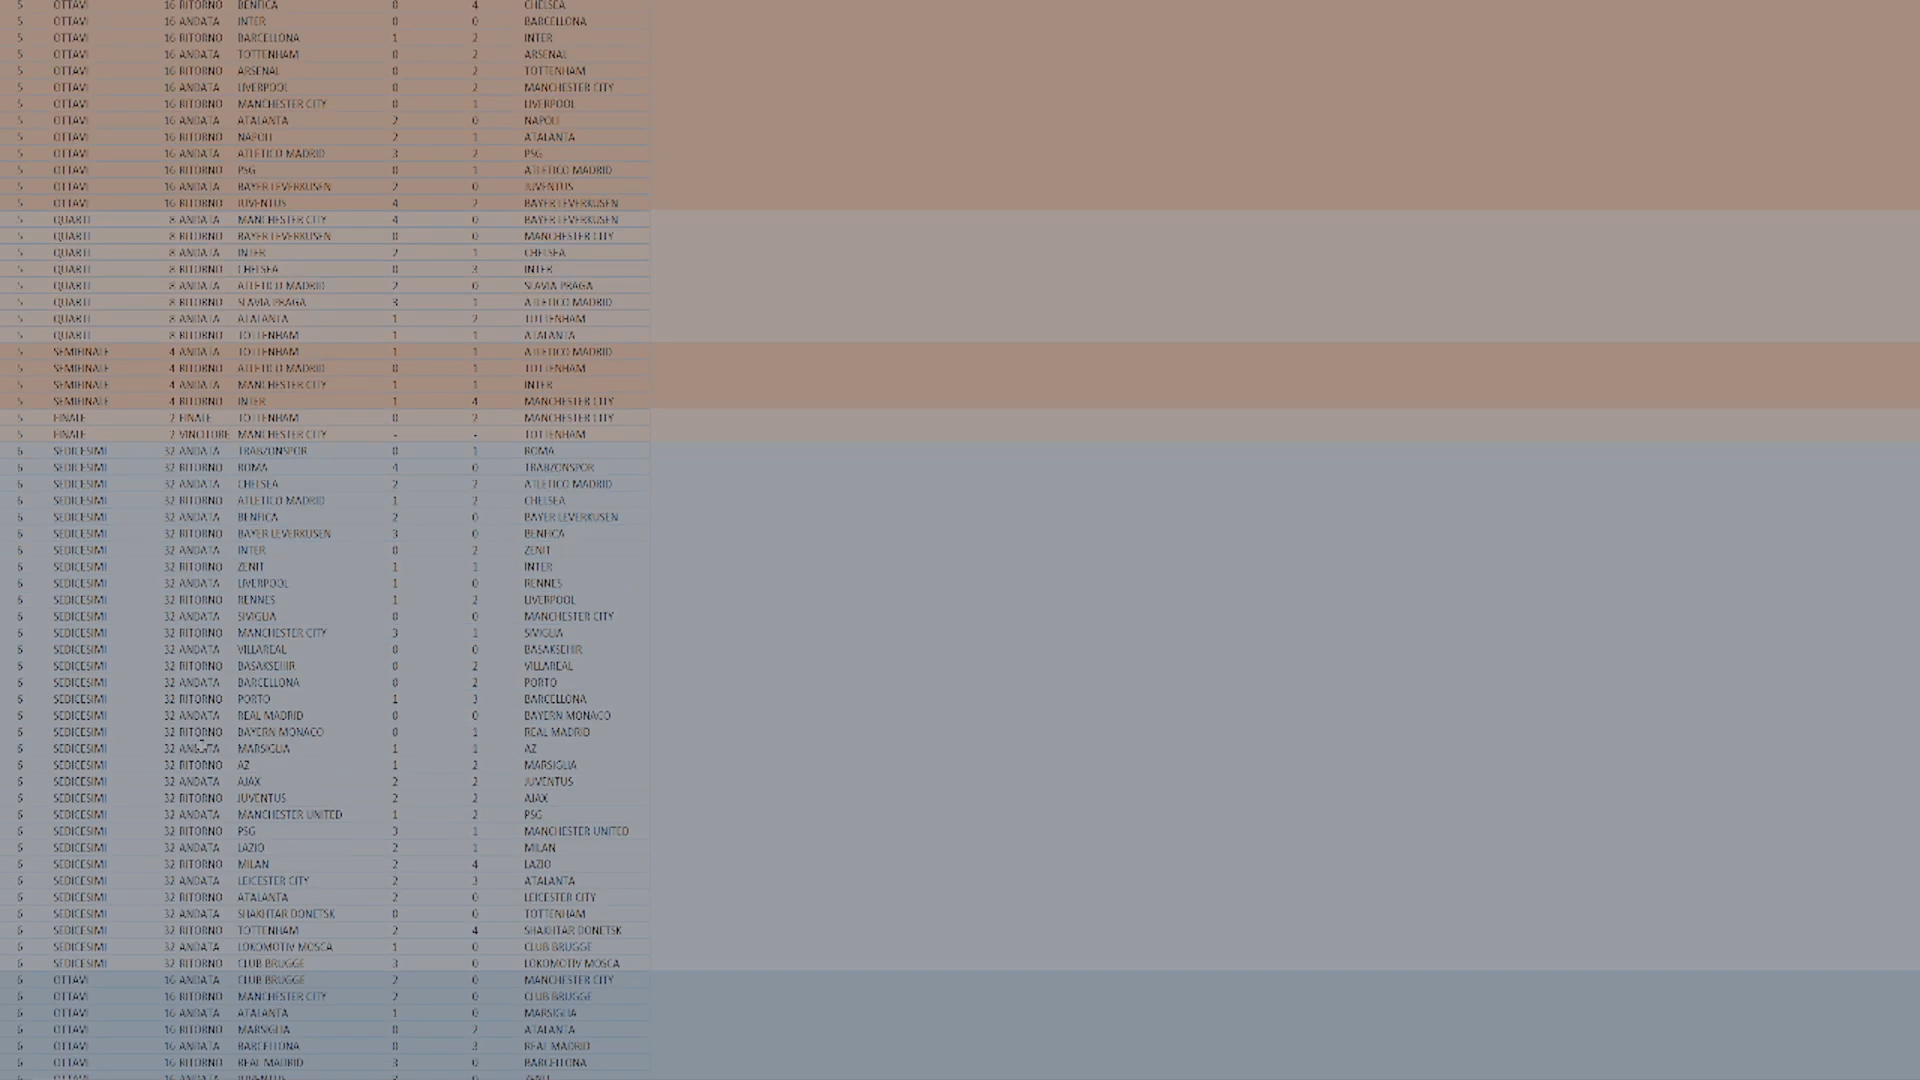 5 OTTAVI 16 RITORNO BENFICA 0 4 CHELSEA
5 OTTAVI 16 ANDATA INTER 0 0 BARCELLONA
5 OTTAVI 16 RITORNO BARCELLONA 1 2 INTER
5 OTTAVI 16 ANDATA TOTTENHAM 0 2 ARSENAL
5 OTTAVI 16 RITORNO ARSENAL 0 2 TOTTENHAM
5 OTTAVI 16 ANDATA LIVERPOOL 0 2 MANCHESTER CITY
5 OTTAVI 16 RITORNO MANCHESTER CITY 0 1 LIVERPOOL
5 OTTAVI 16 ANDATA ATALANTA 2 0 NAPOLI
5 OTTAVI 16 RITORNO NAPOLI 2 1 ATALANTA
5 OTTAVI 16 ANDATA ATLETICO MADRID 3 2 PSG
5 OTTAVI 16 RITORNO PSG 0 1 ATLETICO MADRID
5 OTTAVI 16 ANDATA BAYER LEVERKUSEN 2 0 JUVENTUS
5 OTTAVI 16 RITORNO JUVENTUS 4 2 BAYER LEVERKUSEN
5 QUARTI 8 ANDATA MANCHESTER CITY 4 0 BAYER LEVERKUSEN
5 QUARTI 8 RITORNO BAYER LEVERKUSEN 0 0 MANCHESTER CITY
5 QUARTI 8 ANDATA INTER 2 1 CHELSEA
5 QUARTI 8 RITORNO CHELSEA 0 3 INTER
5 QUARTI 8 ANDATA ATLETICO MADRID 2 0 SLAVIA PRAGA
5 QUARTI 8 RITORNO SLAVIA PRAGA 3 1 ATLETICO MADRID
5 QUARTI 8 ANDATA ATALANTA 1 2 TOTTENHAM
5 QUARTI 8 RITORNO TOTTENHAM 1 1 ATALANTA
5 SEMIFINALE 4 ANDATA TOTTENHAM 1 1 ATLETICO MADRID
5 SEMIFINALE 4 RITORNO ATLETICO MADRID 0 1 TOTTENHAM
5 SEMIFINALE 4 ANDATA MANCHESTER CITY 1 1 INTER
5 SEMIFINALE 4 RITORNO INTER 1 4 MANCHESTER CITY
5 FINALE 2 FINALE TOTTENHAM 0 2 MANCHESTER CITY
5 FINALE 2 VINCITORE MANCHESTER CITY - - TOTTENHAM
6 SEDICESIMI 32 ANDATA TRABZONSPOR 0 1 ROMA
6 SEDICESIMI 32 RITORNO ROMA 4 0 TRABZONSPOR
6 SEDICESIMI 32 ANDATA CHELSEA 2 2 ATLETICO MADRID
6 SEDICESIMI 32 RITORNO ATLETICO MADRID 1 2 CHELSEA
6 SEDICESIMI 32 ANDATA BENFICA 2 0 BAYER LEVERKUSEN
6 SEDICESIMI 32 RITORNO BAYER LEVERKUSEN 3 0 BENFICA
6 SEDICESIMI 32 ANDATA INTER 0 2 ZENIT
6 SEDICESIMI 32 RITORNO ZENIT 1 1 INTER
6 SEDICESIMI 32 ANDATA LIVERPOOL 1 0 RENNES
6 SEDICESIMI 32 RITORNO RENNES 1 2 LIVERPOOL
6 SEDICESIMI 32 ANDATA SIVIGLIA 0 0 MANCHESTER CITY
6 SEDICESIMI 32 RITORNO MANCHESTER CITY 3 1 SIVIGLIA
6 SEDICESIMI 32 ANDATA VILLAREAL 0 0 BASAKSEHIR
6 SEDICESIMI 32 RITORNO BASAKSEHIR 0 2 VILLAREAL
6 SEDICESIMI 32 ANDATA BARCELLONA 0 2 PORTO
6 SEDICESIMI 32 RITORNO PORTO 1 3 BARCELLONA
6 SEDICESIMI 32 ANDATA REAL MADRID 0 0 BAYERN MONACO
6 SEDICESIMI 32 RITORNO BAYERN MONACO 0 1 REAL MADRID
6 SEDICESIMI 32 ANDATA MARSIGLIA 1 1 AZ
6 SEDICESIMI 32 RITORNO AZ 1 2 MARSIGLIA
6 SEDICESIMI 32 ANDATA AJAX 2 2 JUVENTUS
6 SEDICESIMI 32 RITORNO JUVENTUS 2 2 AJAX
6 SEDICESIMI 32 ANDATA MANCHESTER UNITED 1 2 PSG
6 SEDICESIMI 32 RITORNO PSG 3 1 MANCHESTER UNITED
6 SEDICESIMI 32 ANDATA LAZIO 2 1 MILAN
6 SEDICESIMI 32 RITORNO MILAN 2 4 LAZIO
6 SEDICESIMI 32 ANDATA LEICESTER CITY 2 3 ATALANTA
6 SEDICESIMI 32 RITORNO ATALANTA 2 0 LEICESTER CITY
6 SEDICESIMI 32 ANDATA SHAKHTAR DONETSK 0 0 TOTTENHAM
6 SEDICESIMI 32 RITORNO TOTTENHAM 2 4 SHAKHTAR DONETSK
6 SEDICESIMI 32 ANDATA LOKOMOTIV MOSCA 1 0 CLUB BRUGGE
6 SEDICESIMI 32 RITORNO CLUB BRUGGE 3 0 LOKOMOTIV MOSCA
6 OTTAVI 16 ANDATA CLUB BRUGGE 2 0 MANCHESTER CITY
6 OTTAVI 16 RITORNO MANCHESTER CITY 2 0 CLUB BRUGGE
6 OTTAVI 16 ANDATA ATALANTA 1 0 MARSIGLIA
6 OTTAVI 16 RITORNO MARSIGLIA 0 2 ATALANTA
6 OTTAVI 16 ANDATA BARCELLONA 0 3 REAL MADRID
6 OTTAVI 16 RITORNO REAL MADRID 3 0 BARCELLONA